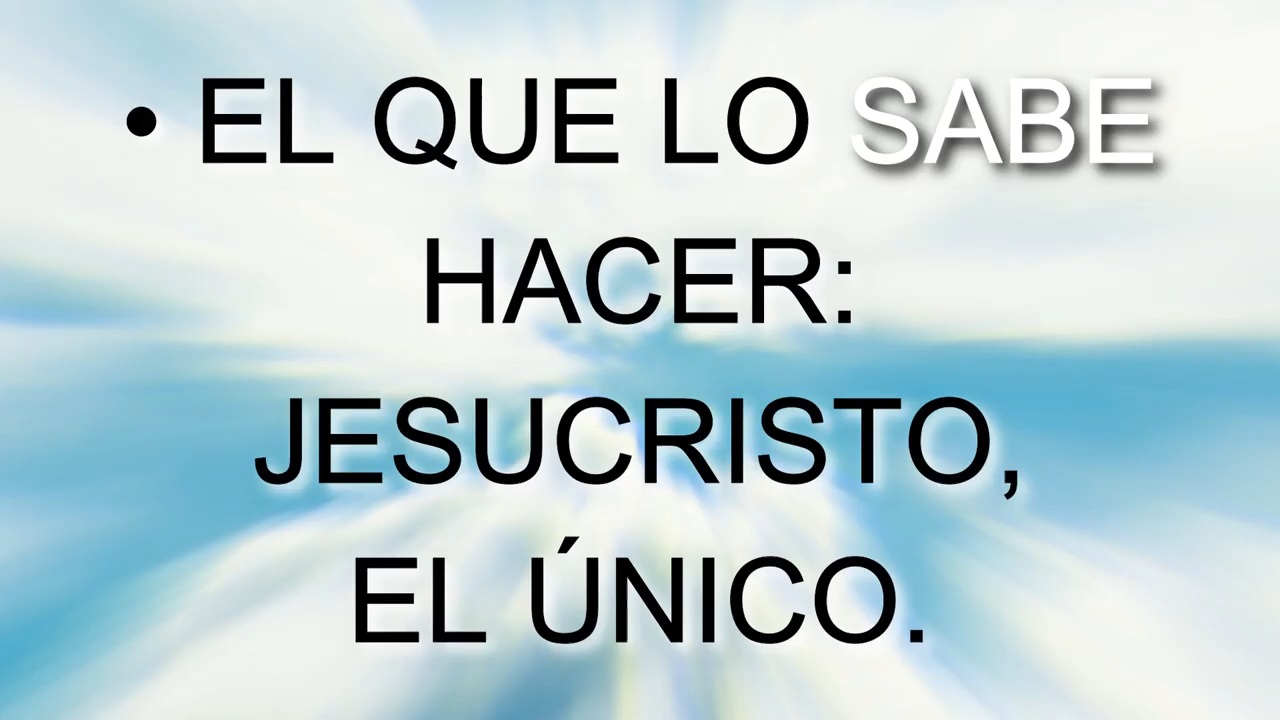 • EL QUE LO SABE
HACER:
JESUCRISTO,
EL ÚNICO.